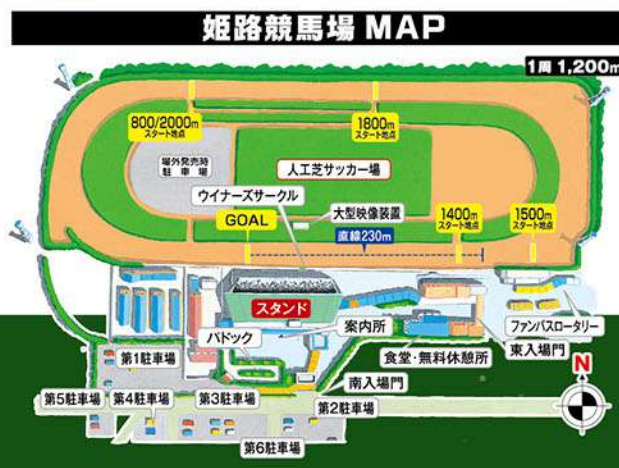 姫路競馬場 MAP
1周 1,200m
800/2000m
スタート地点
1800m
スタート地点
場外発売時
駐車場
人工芝サッカー場
ウイナーズサークル
GOAL
大型映像装置
直線230m
1400m
スタート地点
1500m
スタート地点
スタンド
パドック
案内所
ファンバスロータリー
第1駐車場
食堂・無料休憩所
東入場門
N
南入場門
第5駐車場
第4駐車場
第3駐車場
第2駐車場
第6駐車場